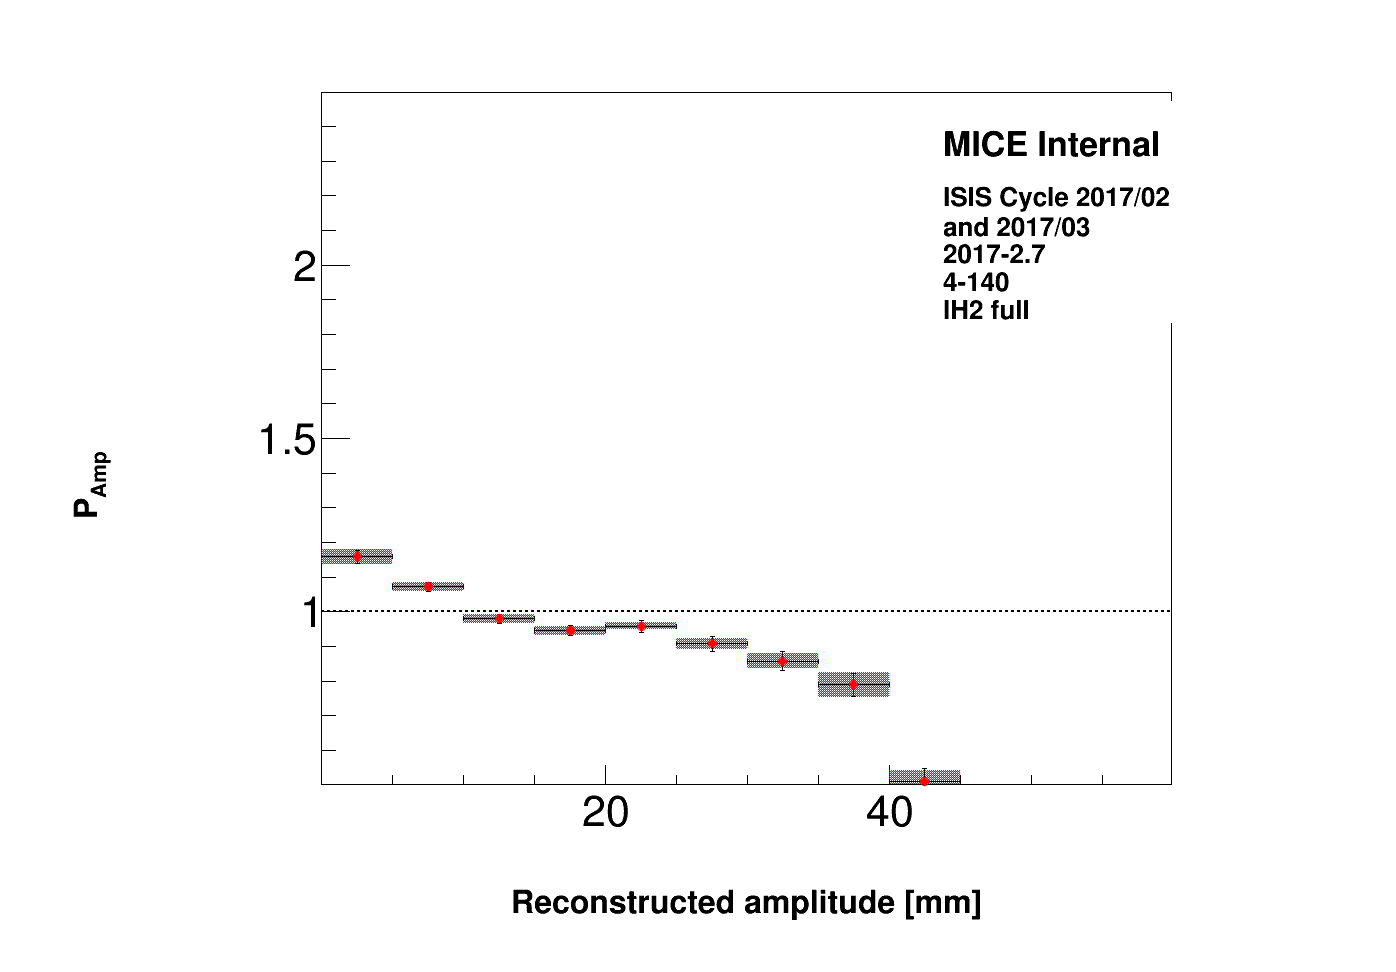 MICE Internal
ISIS Cycle 2017/02
and 2017/03
2017-2.7
4-140
lH2 full
2
1.5
1
P_Amp
20 40
Reconstructed amplitude [mm]